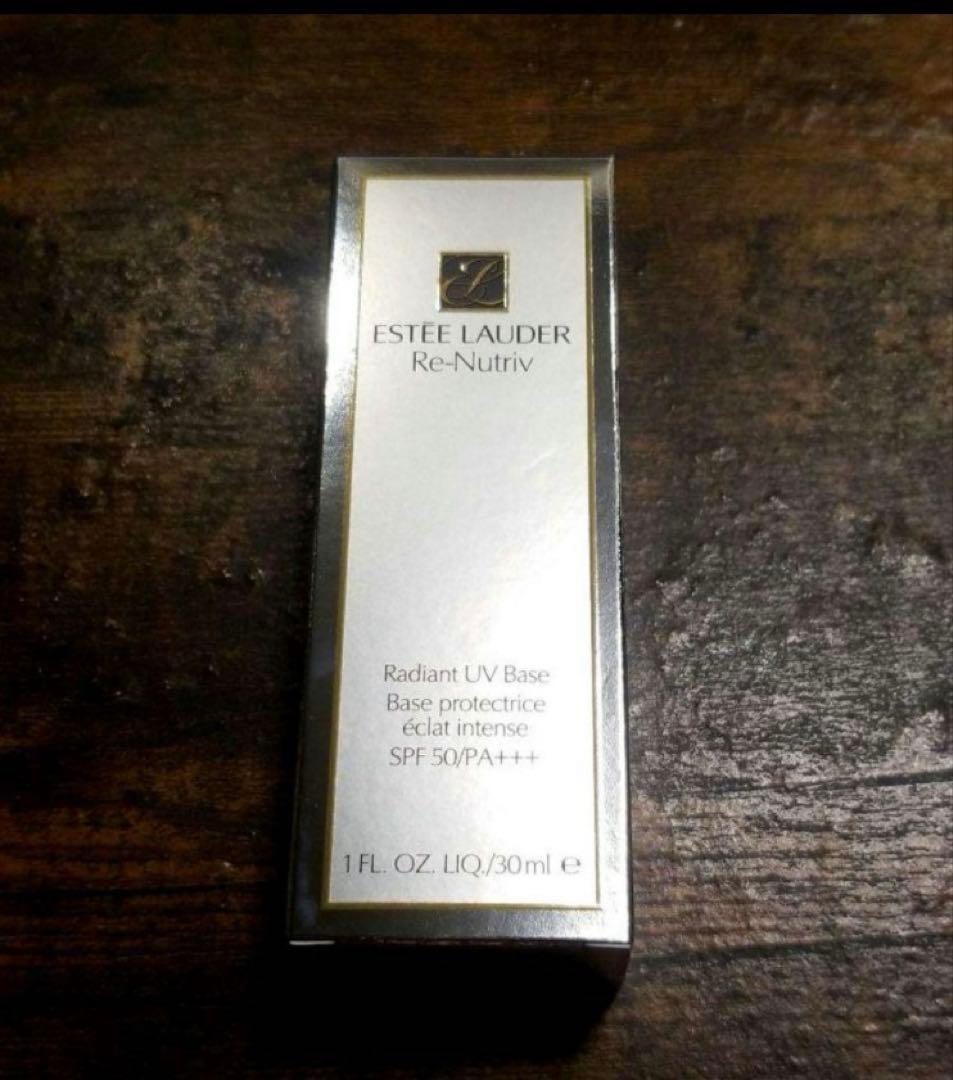 ESTĒE LAUDER
Re-Nutriv
Radiant UV Base
Base protectrice
éclat intense
SPF 50/PA+++
1 FL. OZ. LIQ./30ml ℮